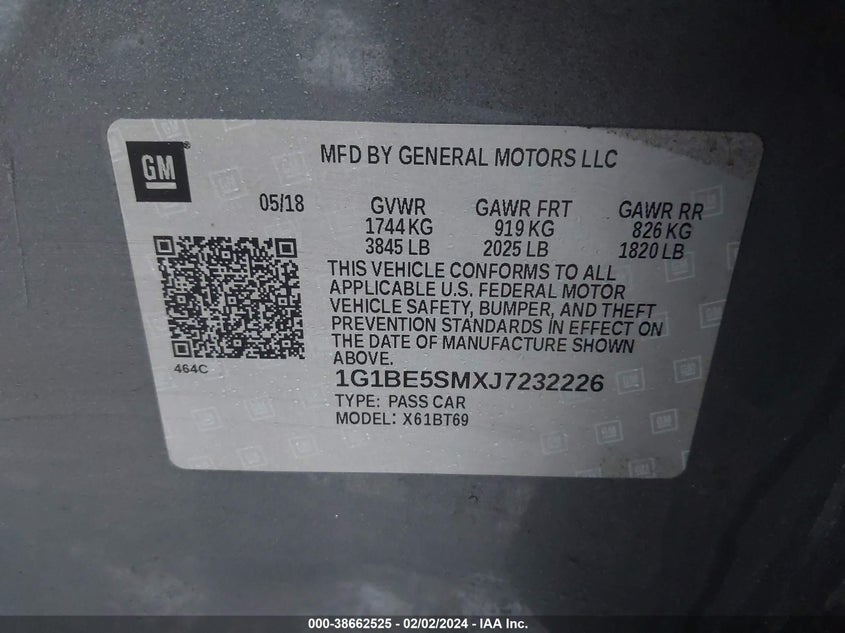 GM
MFD BY GENERAL MOTORS LLC
05/18 GVWR GAWR FRT GAWR RR
1744 KG 919 KG 826 KG
3845 LB 2025 LB 1820 LB
THIS VEHICLE CONFORMS TO ALL
APPLICABLE U.S. FEDERAL MOTOR
VEHICLE SAFETY, BUMPER, AND THEFT
PREVENTION STANDARDS IN EFFECT ON
THE DATE OF MANUFACTURE SHOWN
ABOVE.
464C
1G1BE5SMXJ7232226
TYPE: PASS CAR
MODEL: X61BT69
000-38662525 - 02/02/2024 - IAA Inc.